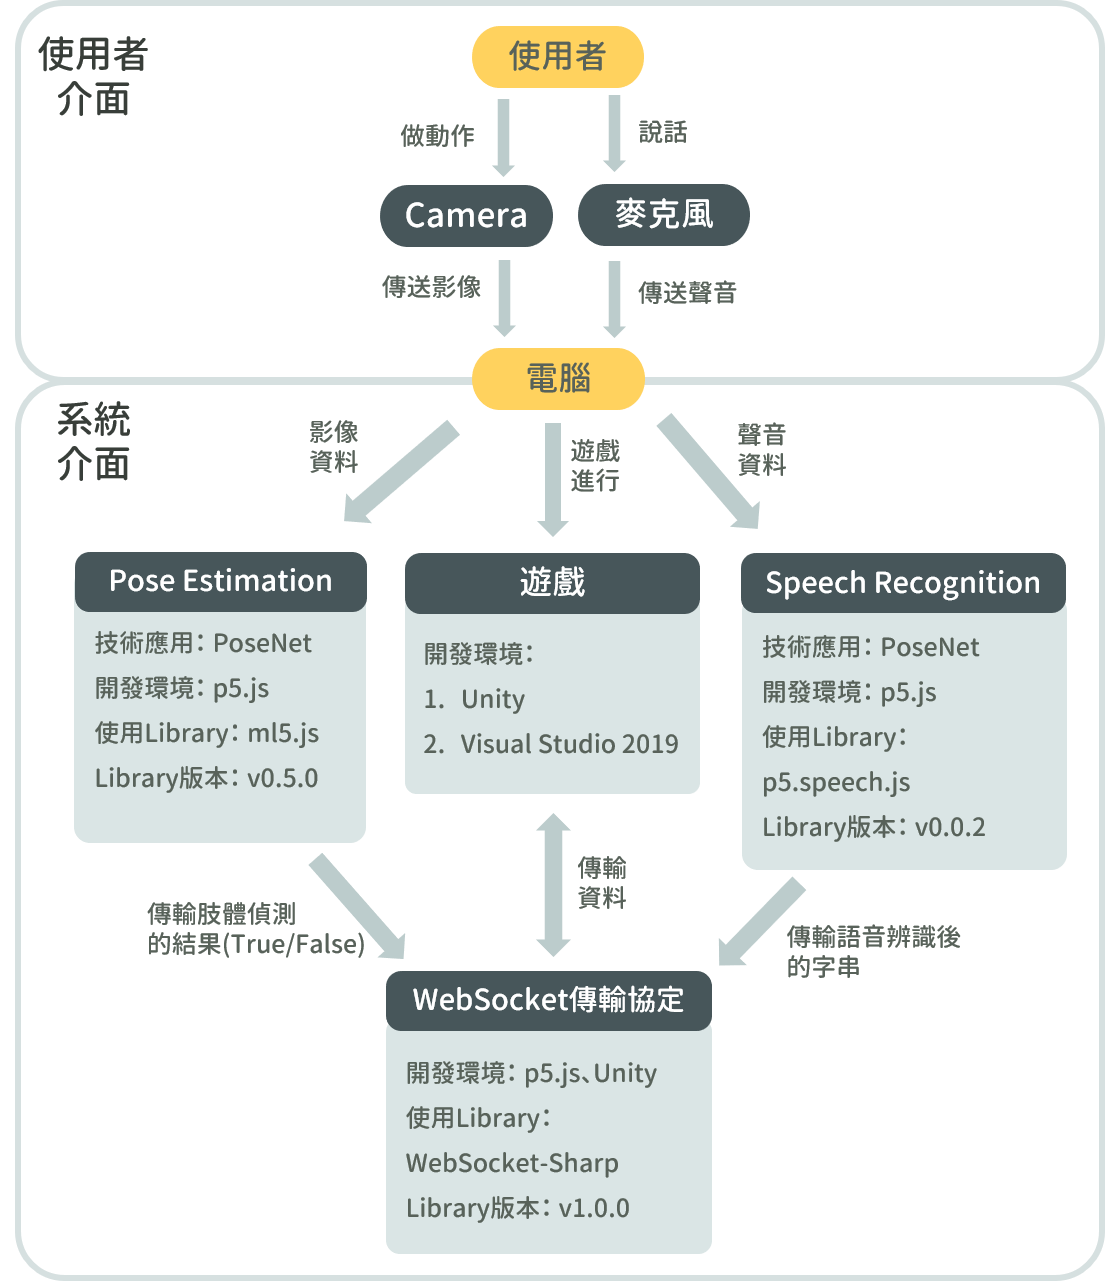 使用者
介面
使用者
做動作
說話
Camera
麥克風
傳送影像
傳送聲音
電腦
系統
介面
影像
資料
遊戲
進行
聲音
資料
Pose Estimation
技術應用：PoseNet
開發環境：p5.js
使用Library：ml5.js
Library版本：v0.5.0
遊戲
開發環境：
1. Unity
2. Visual Studio 2019
Speech Recognition
技術應用：PoseNet
開發環境：p5.js
使用Library：
p5.speech.js
Library版本：v0.0.2
傳輸肢體偵測
的結果(True/False)
傳輸
資料
傳輸語音辨識後
的字串
WebSocket傳輸協定
開發環境：p5.js、Unity
使用Library：
WebSocket-Sharp
Library版本：v1.0.0